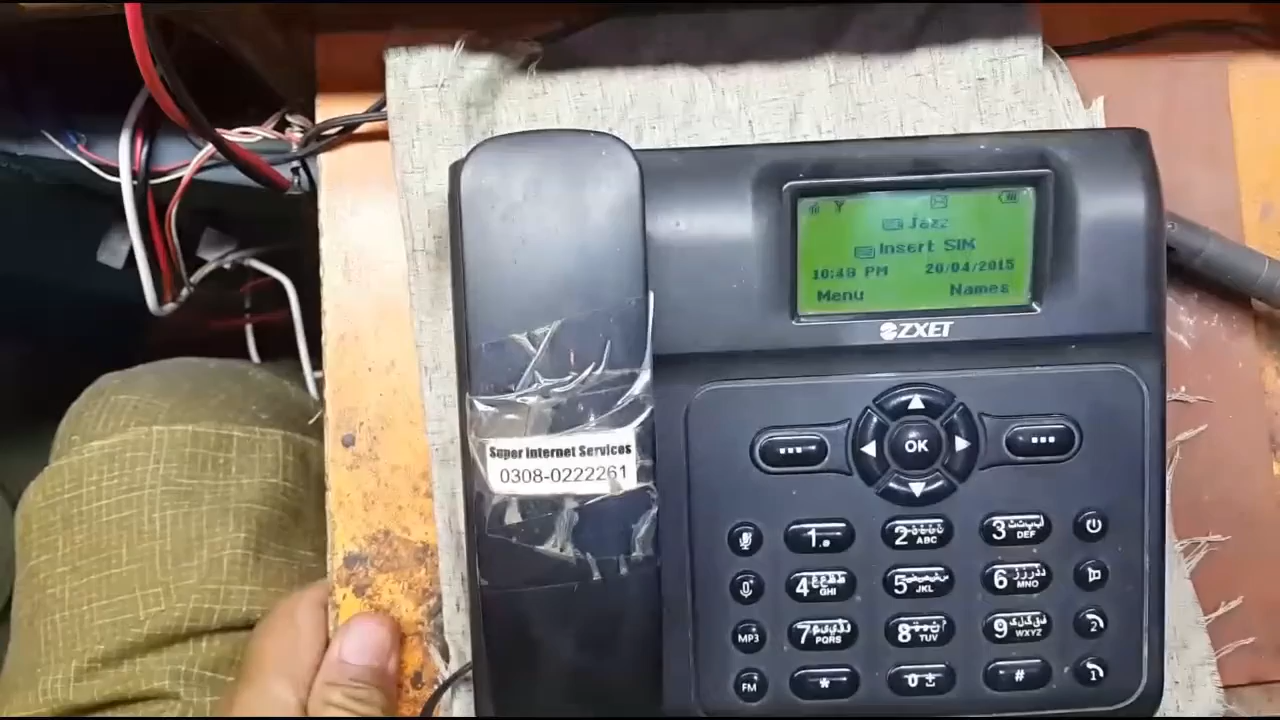 Jazz
Insert SIM
10:48 PM 20/04/2015
Menu Names
ZXET
Super Internet Services
0308-0222261
OK
1
2 ABC
3 DEF
4 GHI
5 JKL
6 MNO
MP3
7 PQRS
8 TUV
9 WXYZ
2
FM
*
0
#
1